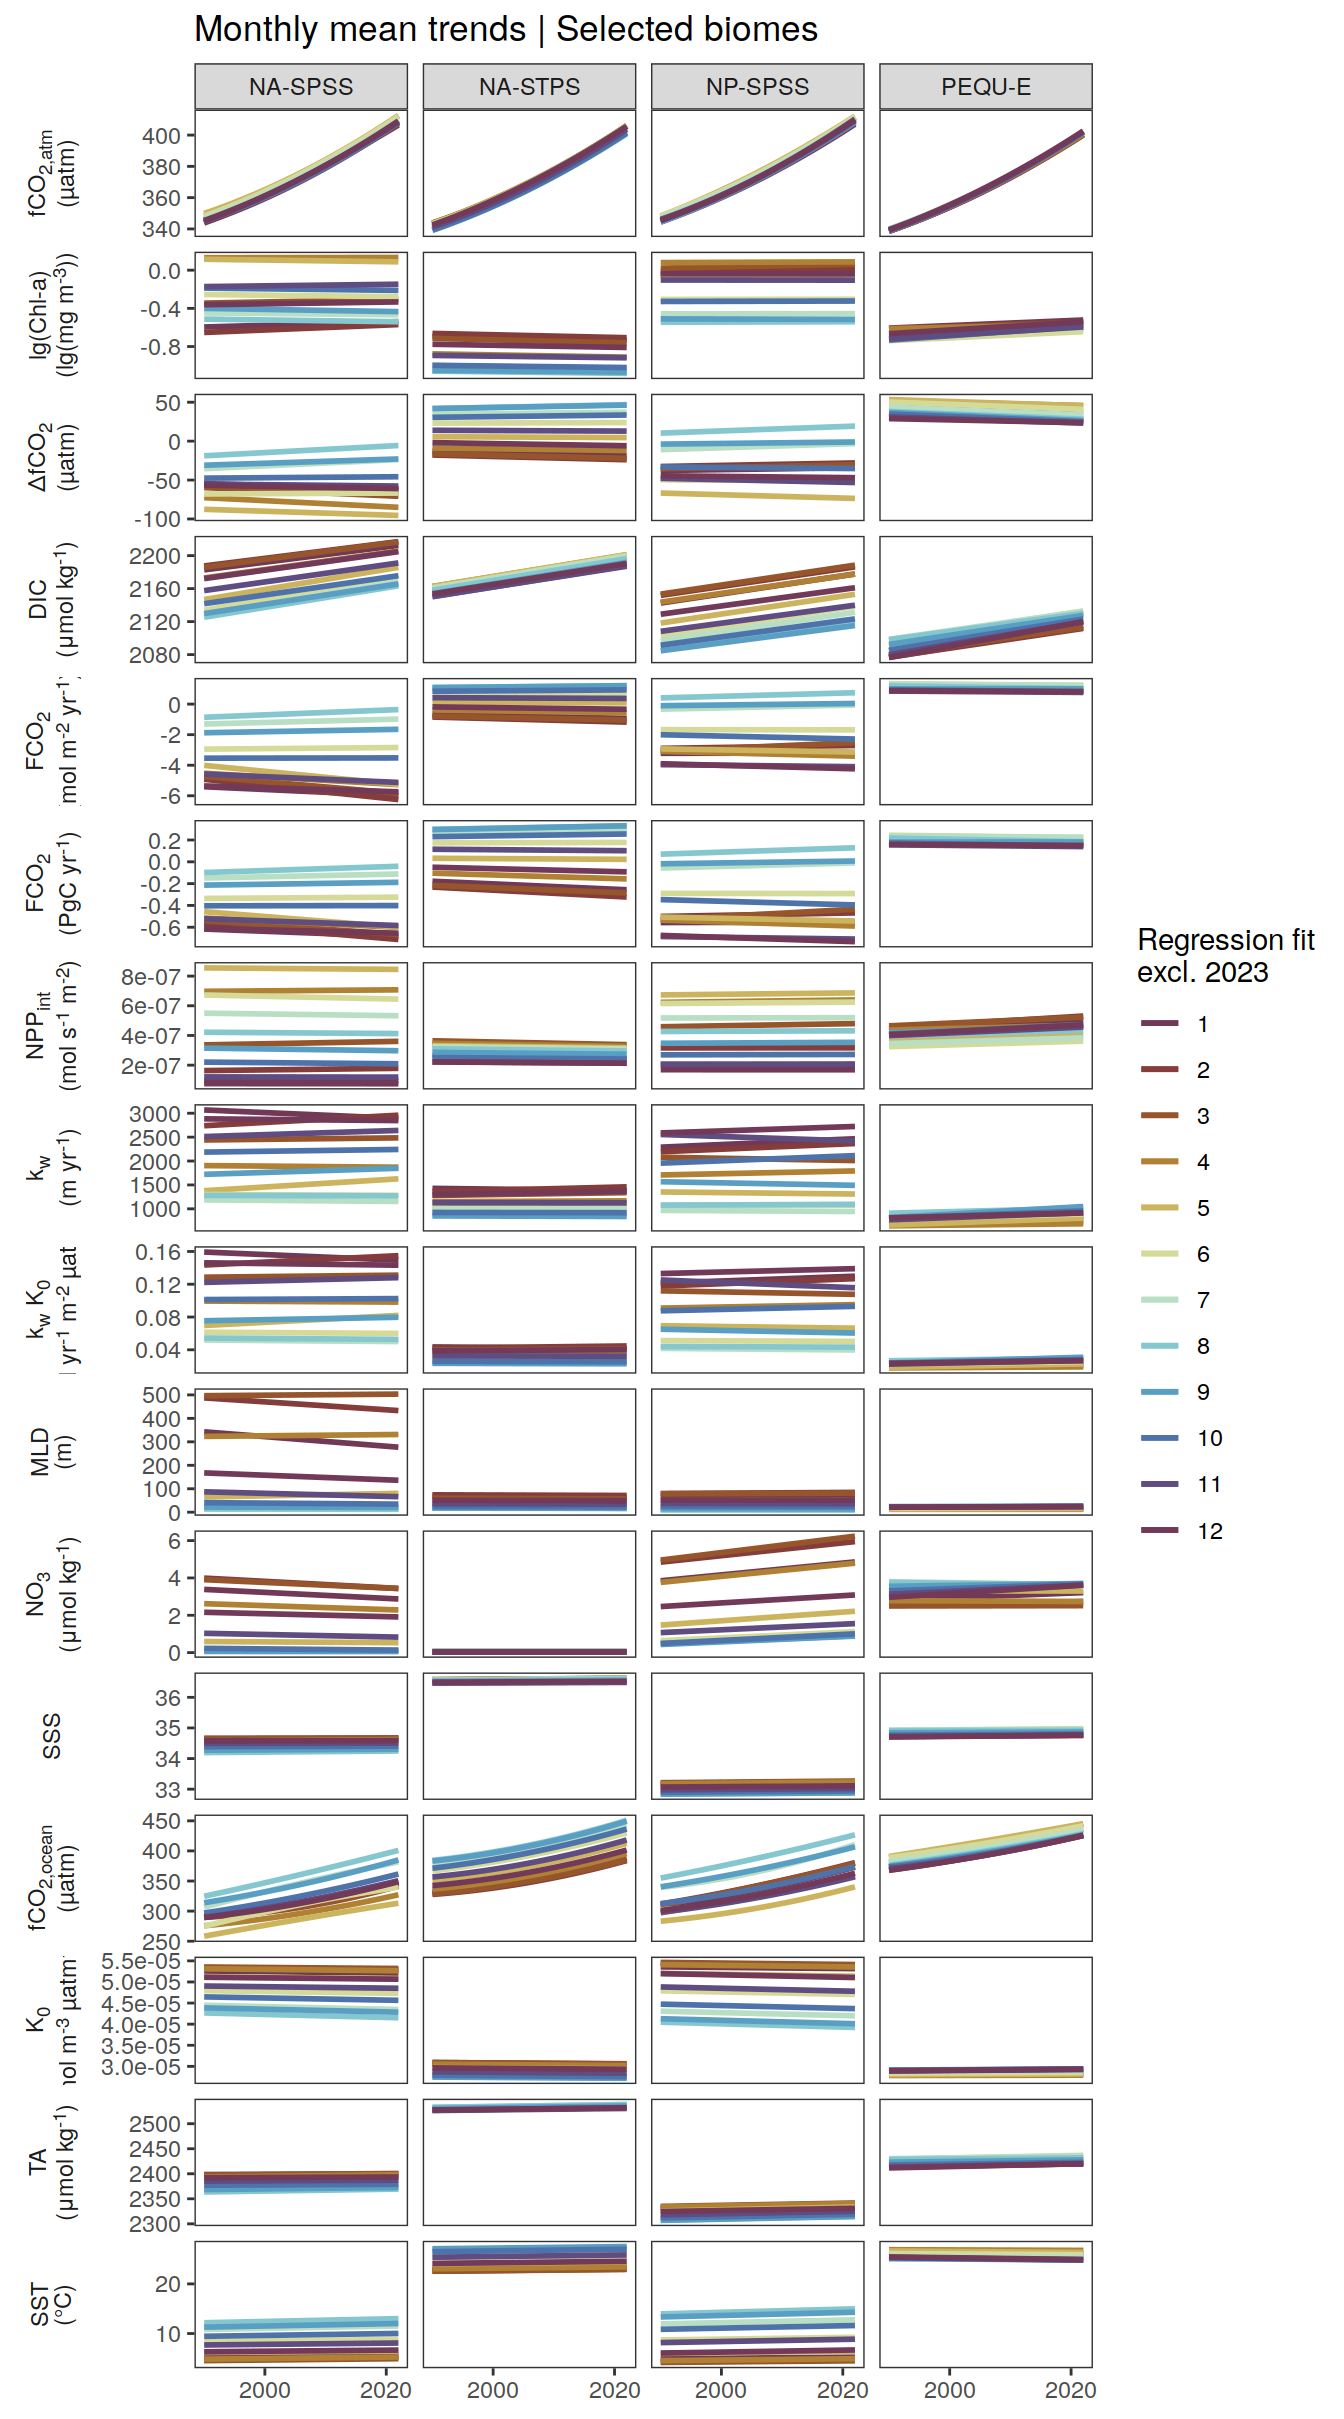 Monthly mean trends | Selected biomes
NA-SPSS NA-STPS NP-SPSS PEQU-E
fCO2,atm
(µatm)
400
380
360
340
lg(Chl-a)
(lg(mg m-3))
0.0
-0.4
-0.8
ΔfCO2
(µatm)
50
0
-50
-100
DIC
(µmol kg-1)
2200
2160
2120
2080
FCO2
mol m-2 yr-1
0
-2
-4
-6
FCO2
(PgC yr-1)
0.2
0.0
-0.2
-0.4
-0.6
NPPint
(mol s-1 m-2)
8e-07
6e-07
4e-07
2e-07
kw
(m yr-1)
3000
2500
2000
1500
1000
kw K0
yr-1 m-2 µat
0.16
0.12
0.08
0.04
MLD
(m)
500
400
300
200
100
0
NO3
(µmol kg-1)
6
4
2
0
SSS
36
35
34
33
fCO2,ocean
(µatm)
450
400
350
300
250
K0
m-3 µatm
5.5e-05
5.0e-05
4.5e-05
4.0e-05
3.5e-05
3.0e-05
TA
(µmol kg-1)
2500
2450
2400
2350
2300
SST
(°C)
20
10
2000 2020 2000 2020 2000 2020 2000 2020
Regression fit
excl. 2023
1
2
3
4
5
6
7
8
9
10
11
12